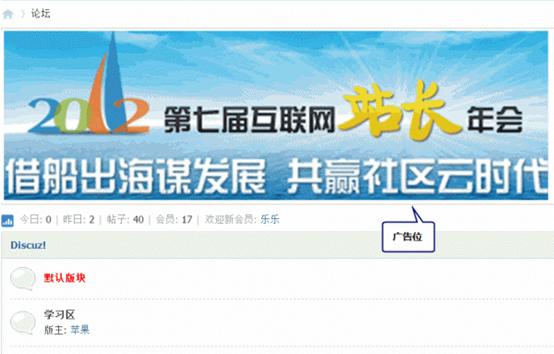 论坛
2012 第七届互联网站长年会
借船出海谋发展 共赢社区云时代
今日: 0 | 昨日: 2 | 帖子: 40 | 会员: 17 | 欢迎新会员: 乐乐
广告位
Discuz!
默认版块
学习区
版主: 苹果